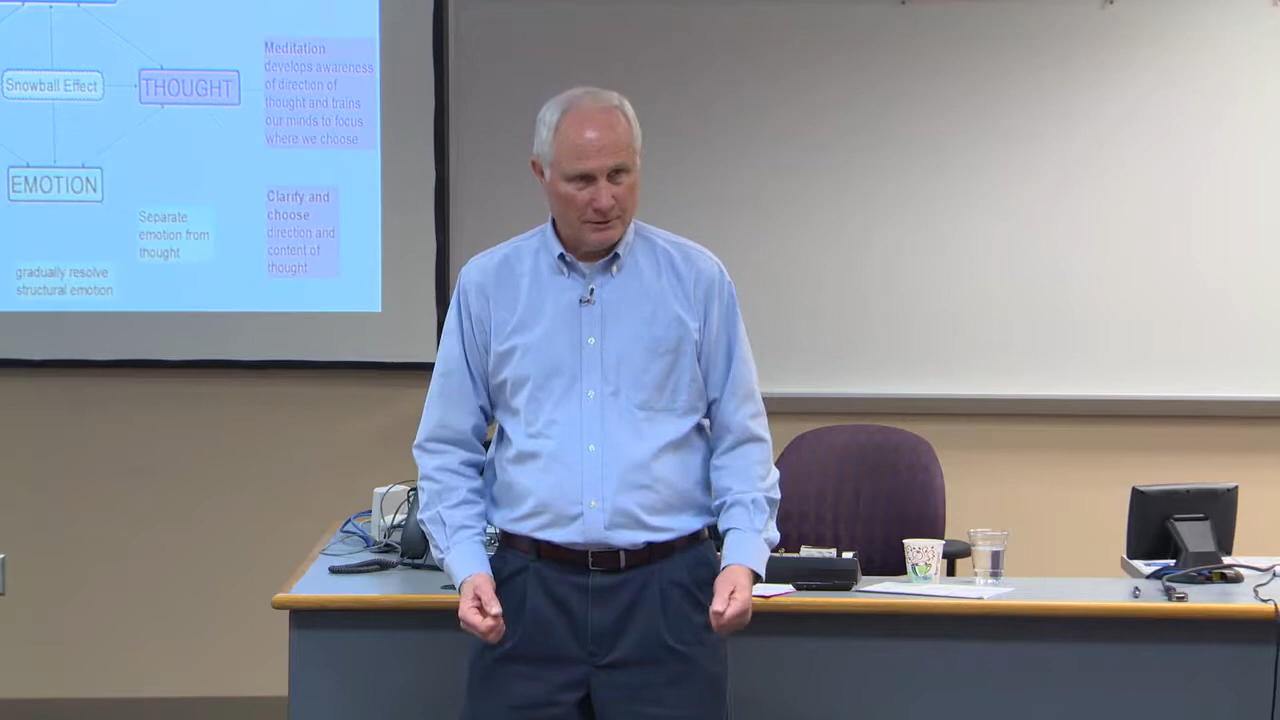 Snowball Effect
THOUGHT
Meditation
develops awareness
of direction of
thought and trains
our minds to focus
where we choose
EMOTION
Separate
emotion from
thought
Clarify and
choose
direction and
content of
thought
gradually resolve
structural emotion